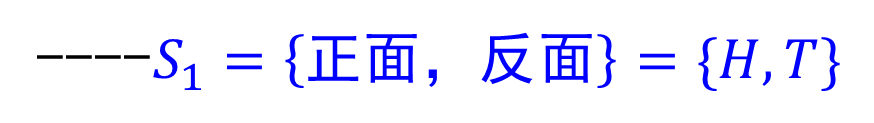 ----S₁ = {正面，反面} = {H, T}